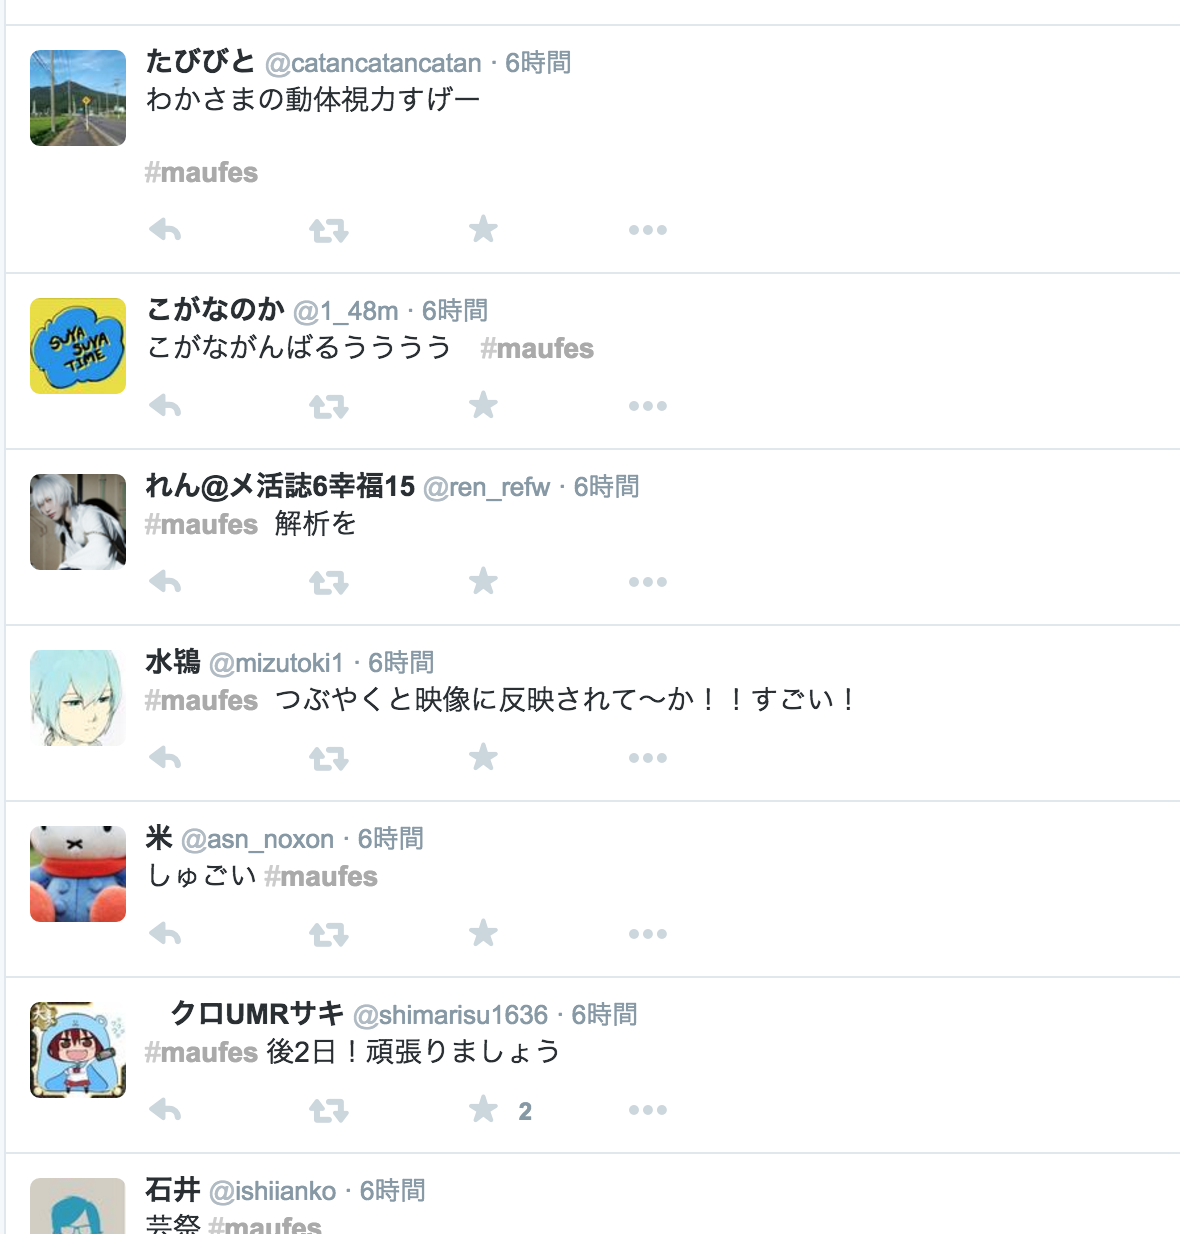 たびびと @catancatancatan · 6時間
わかさまの動体視力すげー
#maufes
SUYA
SUYA
TIME
こがなのか @1_48m · 6時間
こがながんばるうううう #maufes
れん@メ活誌6幸福15 @ren_refw · 6時間
#maufes 解析を
水鴇 @mizutoki1 · 6時間
#maufes つぶやくと映像に反映されて〜か！！すごい！
米 @asn_noxon · 6時間
しゅごい #maufes
クロUMRサキ @shimarisu1636 · 6時間
#maufes 後2日！頑張りましょう
2
石井 @ishiianko · 6時間
芸祭 #maufes